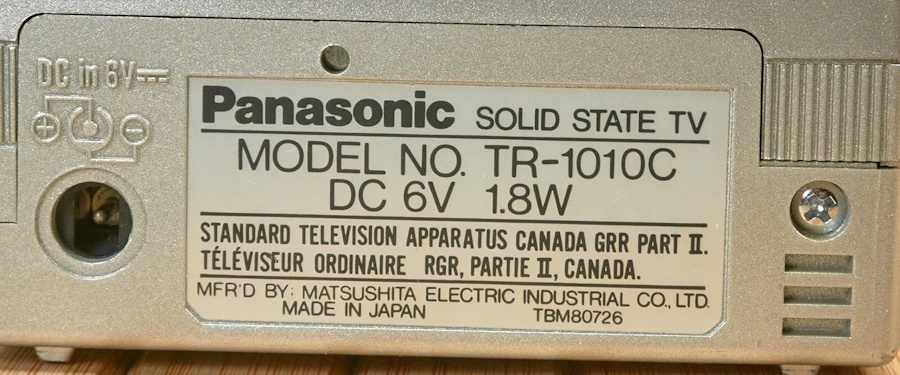 DC in 6V
Panasonic SOLID STATE TV
MODEL NO. TR-1010C
DC 6V 1.8W
STANDARD TELEVISION APPARATUS CANADA GRR PART II.
TÉLÉVISEUR ORDINAIRE RGR, PARTIE II, CANADA.
MFR'D BY: MATSUSHITA ELECTRIC INDUSTRIAL CO., LTD.
MADE IN JAPAN TBM80726